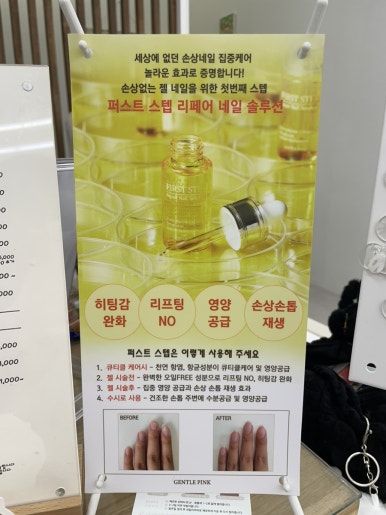 세상에 없던 손상네일 집중케어
놀라운 효과로 증명합니다!
손상없는 젤 네일을 위한 첫번째 스텝
퍼스트 스텝 리페어 네일 솔루션
FIRST ST
히팅감
완화
리프팅
NO
영양
공급
손상손톱
재생
퍼스트 스텝은 이렇게 사용해 주세요
1. 큐티클 케어시 - 천연 항염, 항균성분이 큐티클케어 및 영양공급
2. 젤 시술전 - 완벽한 오일FREE 성분으로 리프팅 NO, 히팅감 완화
3. 젤 시술후 - 집중 영양 공급과 손상 손톱 재생 효과
4. 수시로 사용 - 건조한 손톱 주변에 수분공급 및 영양공급
BEFORE
AFTER
GENTLE PINK